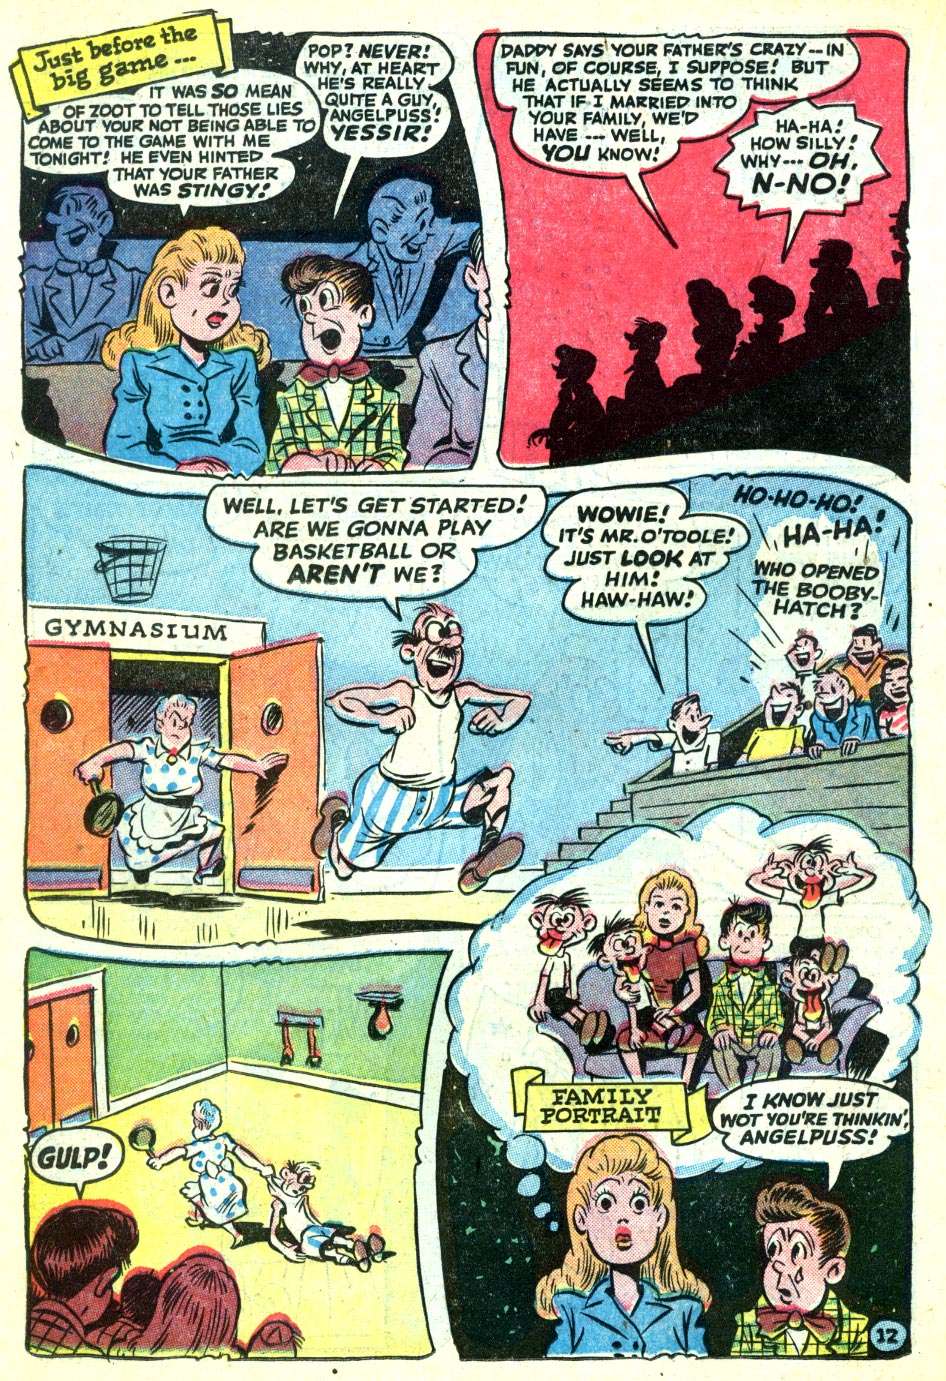 Just before the
big game...
IT WAS SO MEAN
OF ZOOT TO TELL THOSE LIES
ABOUT YOUR NOT BEING ABLE TO
COME TO THE GAME WITH ME
TONIGHT! HE EVEN HINTED
THAT YOUR FATHER
WAS STINGY!
POP? NEVER!
WHY, AT HEART
HE'S REALLY
QUITE A GUY,
ANGELPUSS!
YESSIR!
DADDY SAYS YOUR FATHER'S CRAZY--IN
FUN, OF COURSE, I SUPPOSE! BUT
HE ACTUALLY SEEMS TO THINK
THAT IF I MARRIED INTO
YOUR FAMILY, WE'D
HAVE --- WELL,
YOU KNOW!
HA-HA!
HOW SILLY!
WHY--- OH,
N-NO!
WELL, LET'S GET STARTED!
ARE WE GONNA PLAY
BASKETBALL OR
AREN'T WE?
GYMNASIUM
WOWIE!
IT'S MR. O'TOOLE!
JUST LOOK AT
HIM!
HAW-HAW!
HO-HO-HO!
HA-HA!
WHO OPENED
THE BOOBY-
HATCH?
GULP!
FAMILY
PORTRAIT
I KNOW JUST
WOT YOU'RE THINKIN',
ANGELPUSS!
12